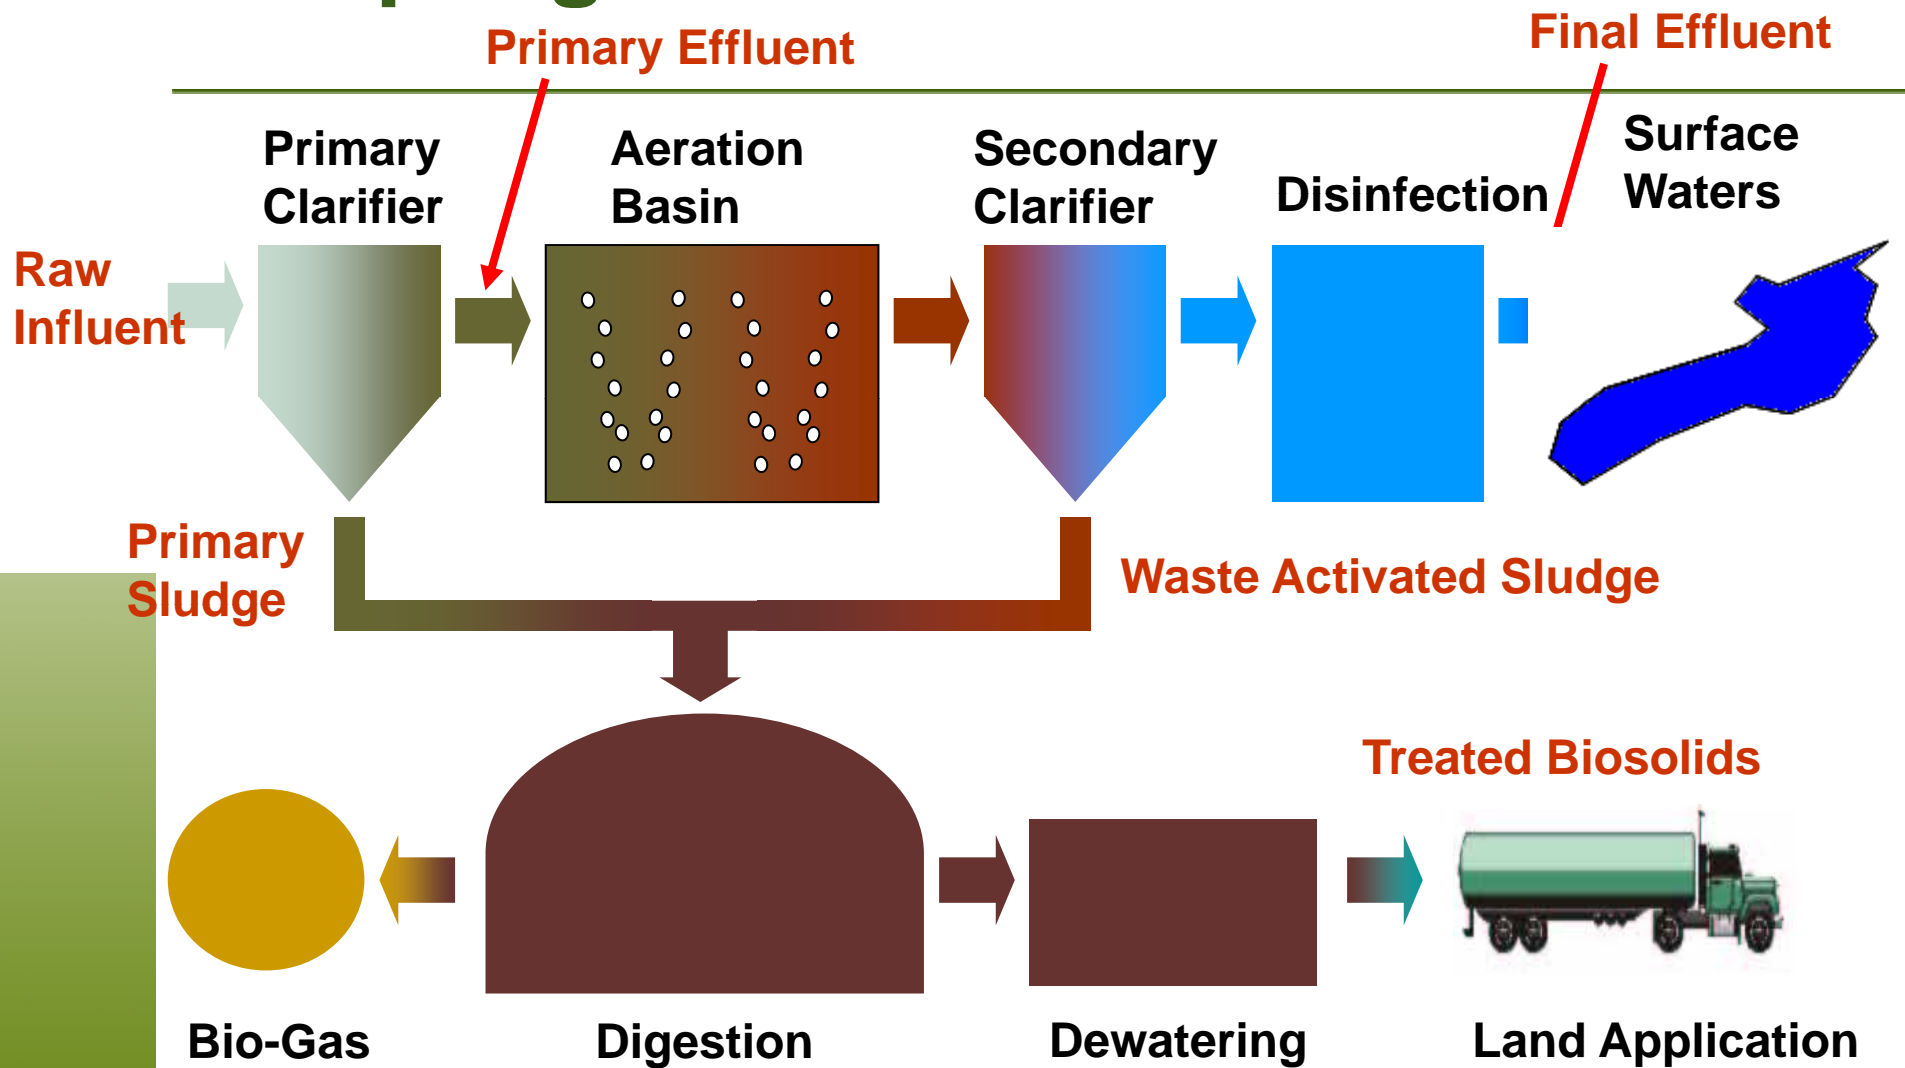 Primary Effluent
Final Effluent
Primary
Clarifier
Aeration
Basin
Secondary
Clarifier
Disinfection
Surface
Waters
Raw
Influent
Primary
Sludge
Waste Activated Sludge
Treated Biosolids
Bio-Gas
Digestion
Dewatering
Land Application